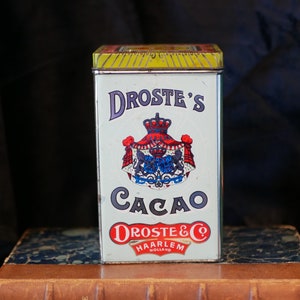 DROSTE'S
CACAO
DROSTE & Co
HAARLEM
HOLLAND